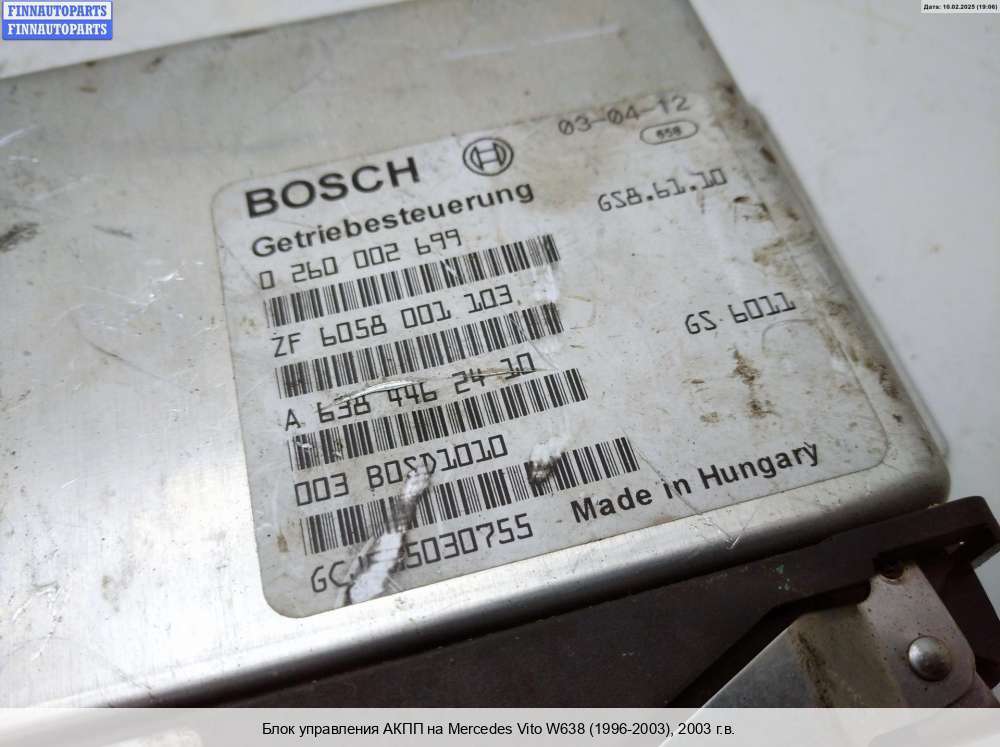 FINNAUTOPARTS
FINNAUTOPARTS
Дата: 10.02.2025 (19:06)
03-04-12
658
BOSCH
Getriebesteuerung
GS8.61.10
0 260 002 699
ZF 6058 001 103
GS 6011
A 638 446 24 10
003 BOSD1010
Made in Hungary
Блок управления АКПП на Mercedes Vito W638 (1996-2003), 2003 г.в.